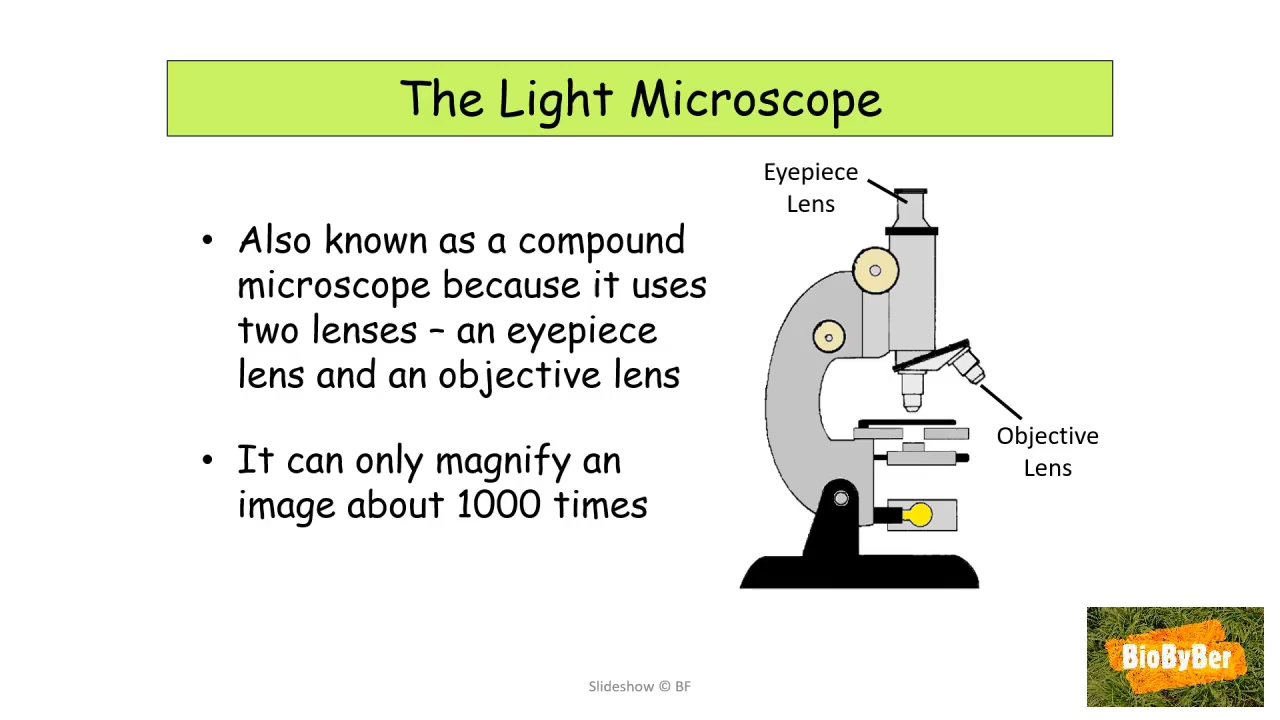 The Light Microscope
Eyepiece
Lens
• Also known as a compound
microscope because it uses
two lenses – an eyepiece
lens and an objective lens
• It can only magnify an
image about 1000 times
Objective
Lens
BioByBer
Slideshow © BF